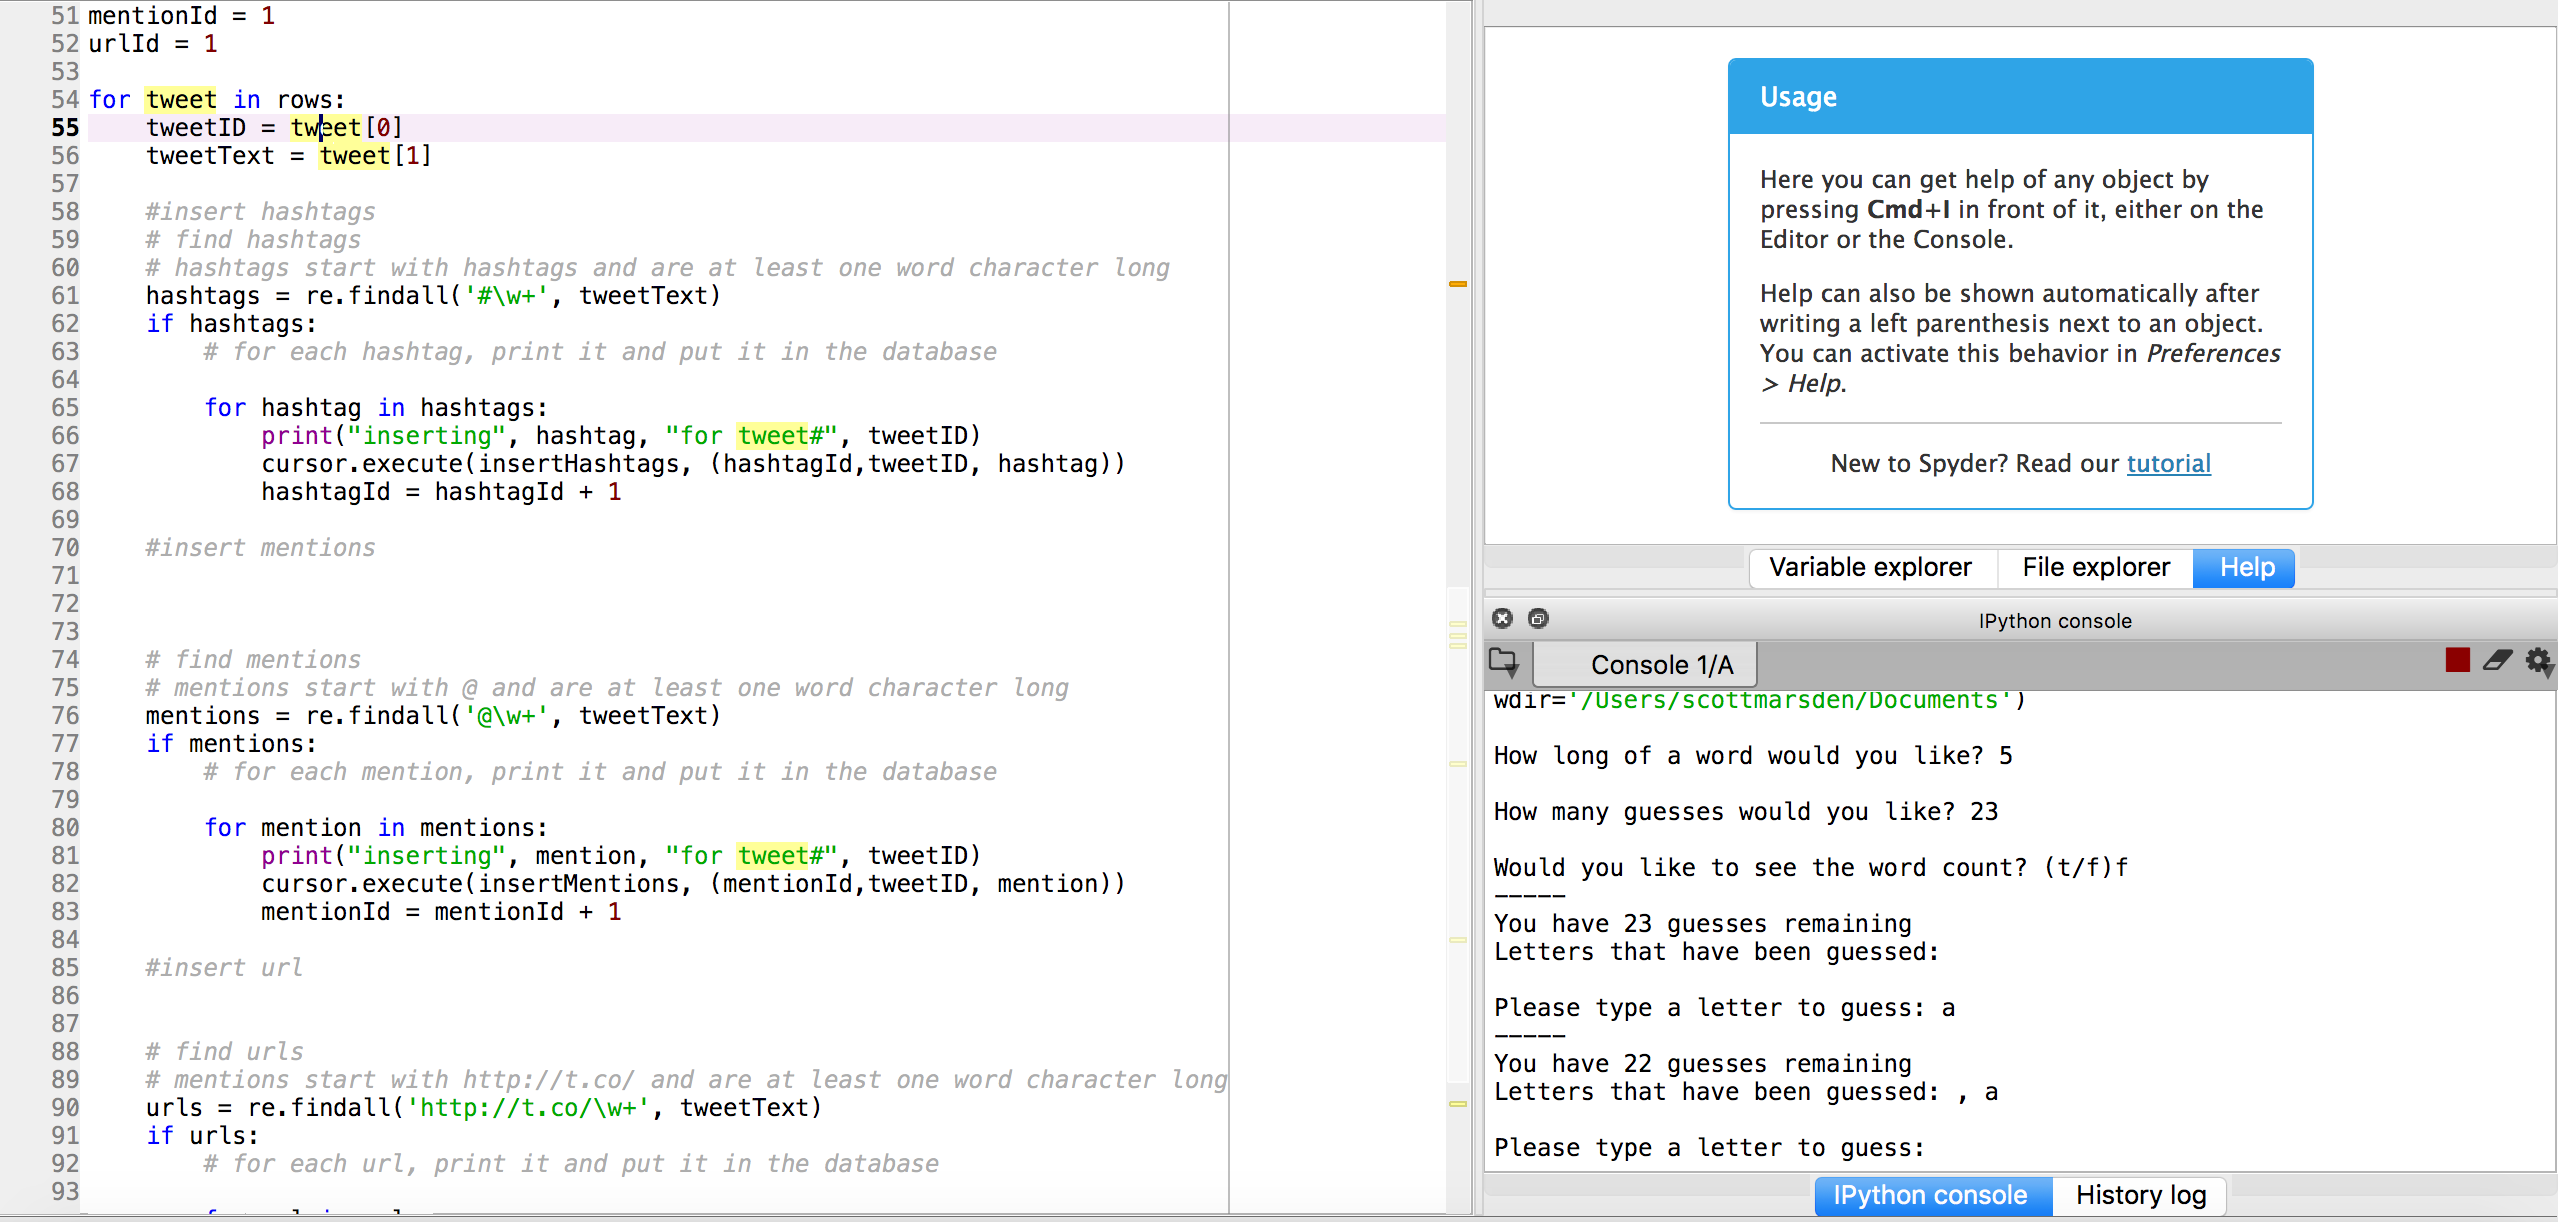 51 mentionId = 1
52 urlId = 1
53
54 for tweet in rows:
55     tweetID = tweet[0]
56     tweetText = tweet[1]
57
58     #insert hashtags
59     # find hashtags
60     # hashtags start with hashtags and are at least one word character long
61     hashtags = re.findall('#\w+', tweetText)
62     if hashtags:
63         # for each hashtag, print it and put it in the database
64
65         for hashtag in hashtags:
66             print("inserting", hashtag, "for tweet#", tweetID)
67             cursor.execute(insertHashtags, (hashtagId,tweetID, hashtag))
68             hashtagId = hashtagId + 1
69
70     #insert mentions
71
72
73
74     # find mentions
75     # mentions start with @ and are at least one word character long
76     mentions = re.findall('@\w+', tweetText)
77     if mentions:
78         # for each mention, print it and put it in the database
79
80         for mention in mentions:
81             print("inserting", mention, "for tweet#", tweetID)
82             cursor.execute(insertMentions, (mentionId,tweetID, mention))
83             mentionId = mentionId + 1
84
85     #insert url
86
87
88     # find urls
89     # mentions start with http://t.co/ and are at least one word character long
90     urls = re.findall('http://t.co/\w+', tweetText)
91     if urls:
92         # for each url, print it and put it in the database
93
Usage
Here you can get help of any object by
pressing Cmd+I in front of it, either on the
Editor or the Console.
Help can also be shown automatically after
writing a left parenthesis next to an object.
You can activate this behavior in Preferences
> Help.
New to Spyder? Read our tutorial
Variable explorer
File explorer
Help
IPython console
Console 1/A
wdir='/Users/scottmarsden/Documents')
How long of a word would you like? 5
How many guesses would you like? 23
Would you like to see the word count? (t/f)f
-----
You have 23 guesses remaining
Letters that have been guessed:
Please type a letter to guess: a
-----
You have 22 guesses remaining
Letters that have been guessed: , a
Please type a letter to guess:
IPython console
History log